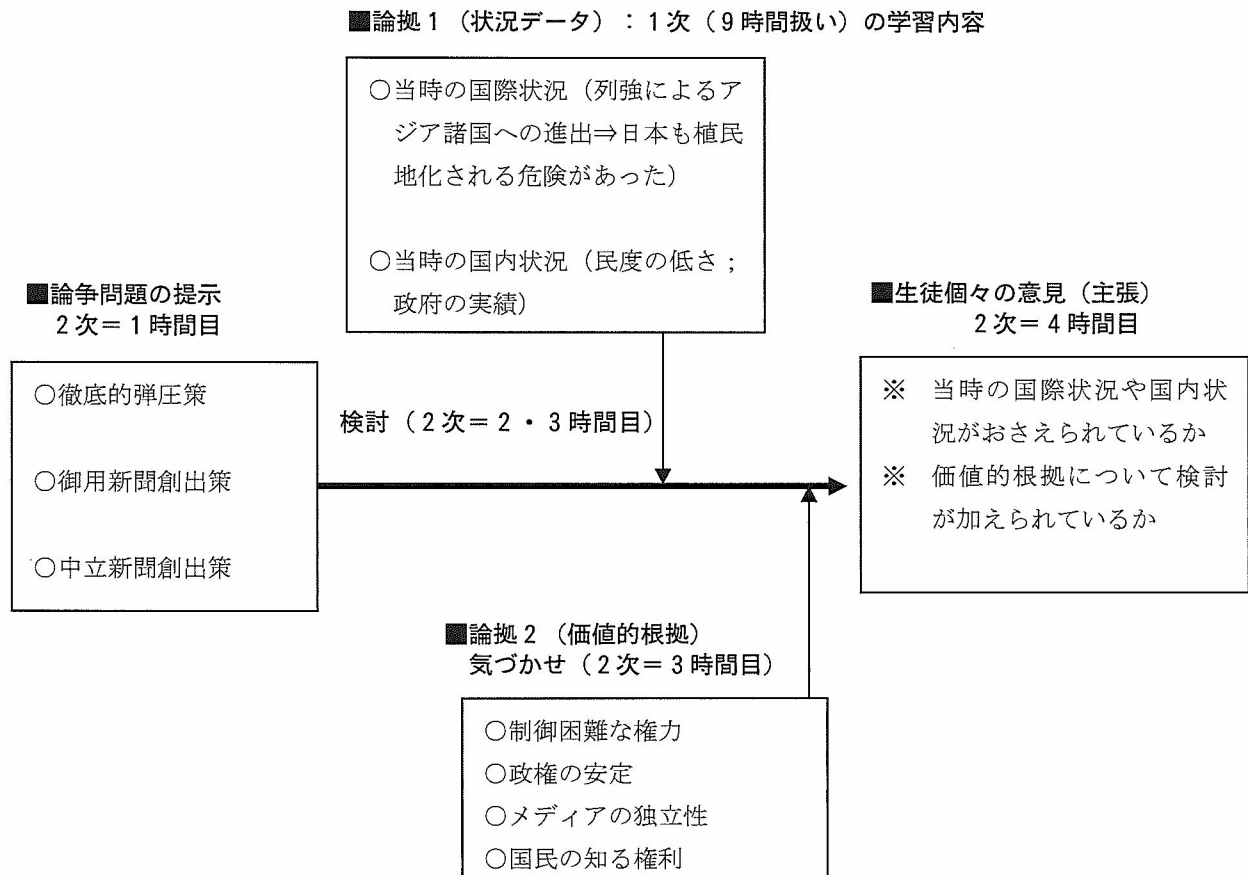 ■論拠１（状況データ）：１次（９時間扱い）の学習内容
○当時の国際状況（列強によるア
ジア諸国への進出⇒日本も植民
地化される危険があった）
○当時の国内状況（民度の低さ；
政府の実績）
■論争問題の提示
２次＝１時間目
○徹底的弾圧策
○御用新聞創出策
○中立新聞創出策
検討（２次＝２・３時間目）
■生徒個々の意見（主張）
２次＝４時間目
※　当時の国際状況や国内状
況がおさえられているか
※　価値的根拠について検討
が加えられているか
■論拠２（価値的根拠）
気づかせ（２次＝３時間目）
○制御困難な権力
○政権の安定
○メディアの独立性
○国民の知る権利